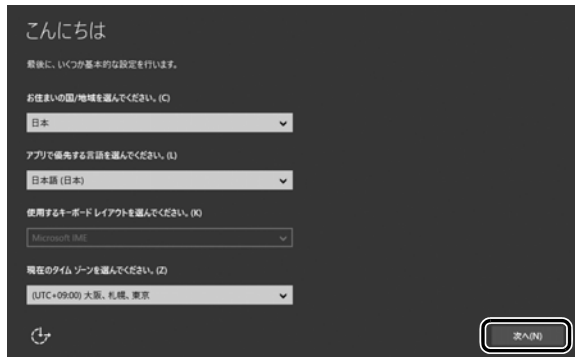 こんにちは
最後に、いくつか基本的な設定を行います。
お住まいの国/地域を選んでください。(C)
日本
アプリで優先する言語を選んでください。(L)
日本語 (日本)
使用するキーボード レイアウトを選んでください。(K)
Microsoft IME
現在のタイム ゾーンを選んでください。(Z)
(UTC+09:00) 大阪、札幌、東京
次へ(N)